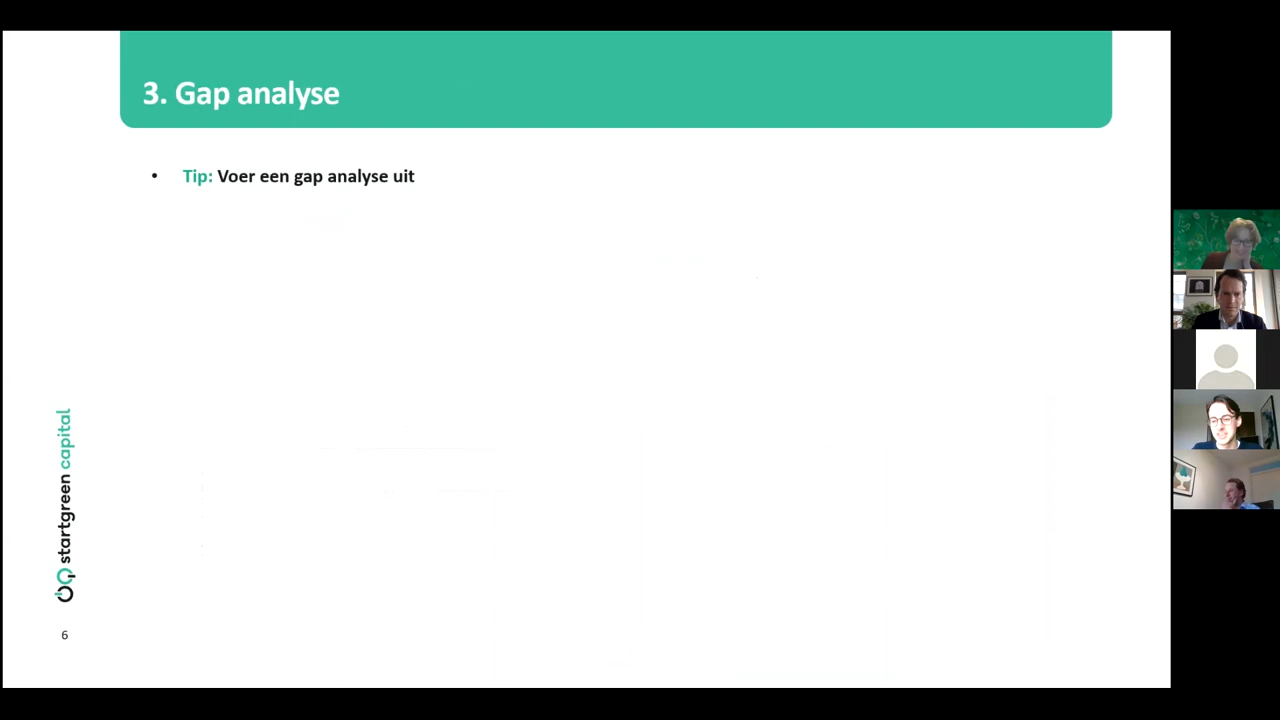 3. Gap analyse
• Tip: Voer een gap analyse uit
startgreen capital
6